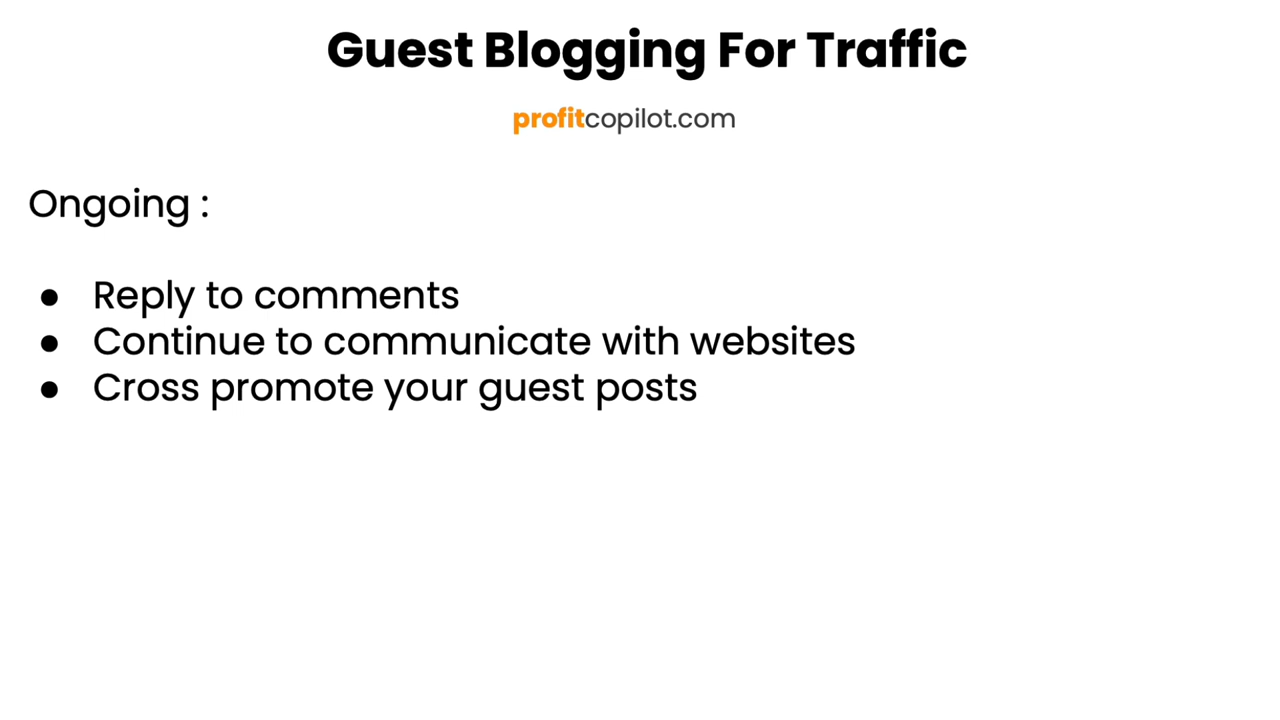 Guest Blogging For Traffic
profitcopilot.com
Ongoing :
● Reply to comments
● Continue to communicate with websites
● Cross promote your guest posts